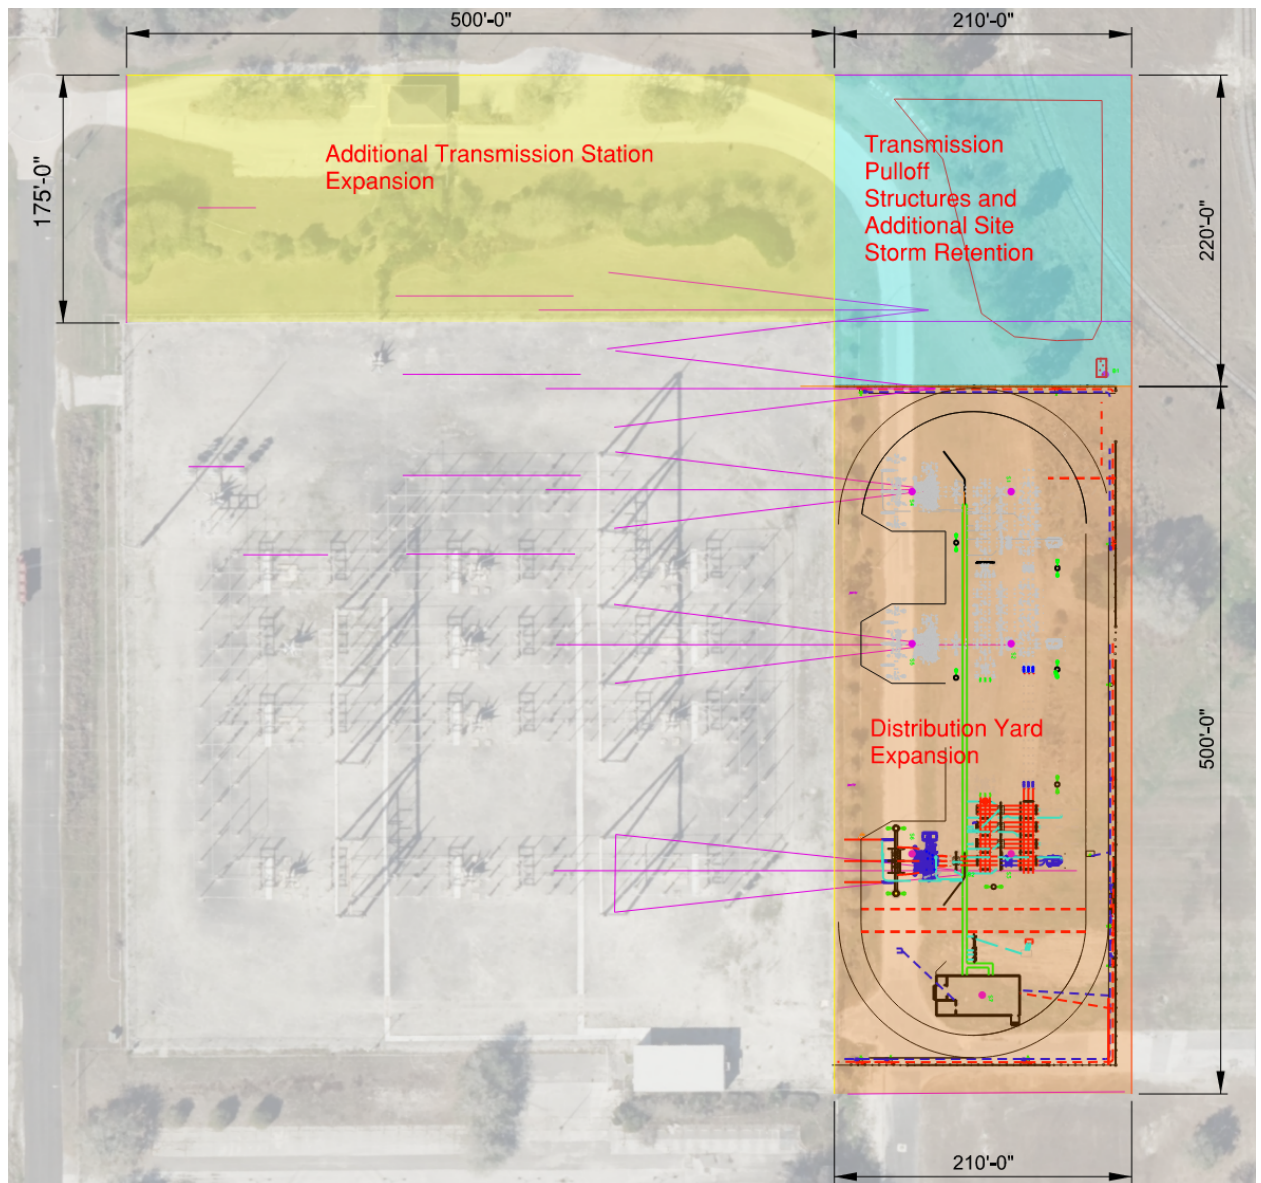 500'-0"
210'-0"
175'-0"
Additional Transmission Station
Expansion
Transmission
Pulloff
Structures and
Additional Site
Storm Retention
220'-0"
Distribution Yard
Expansion
500'-0"
210'-0"